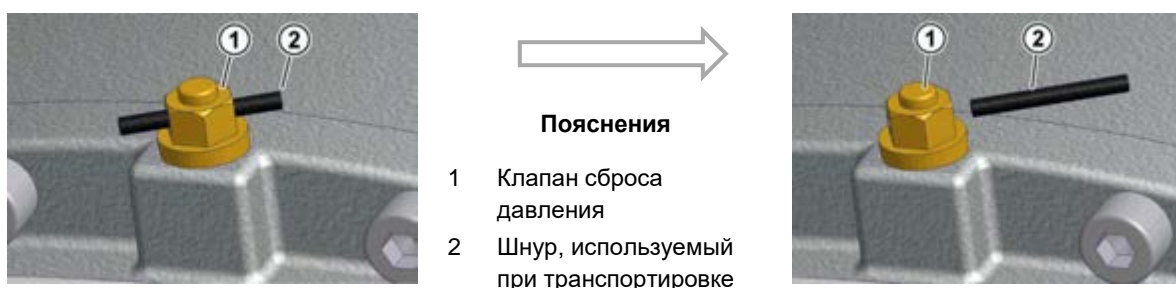 1
2
1
2
Пояснения
1 Клапан сброса
давления
2 Шнур, используемый
при транспортировке